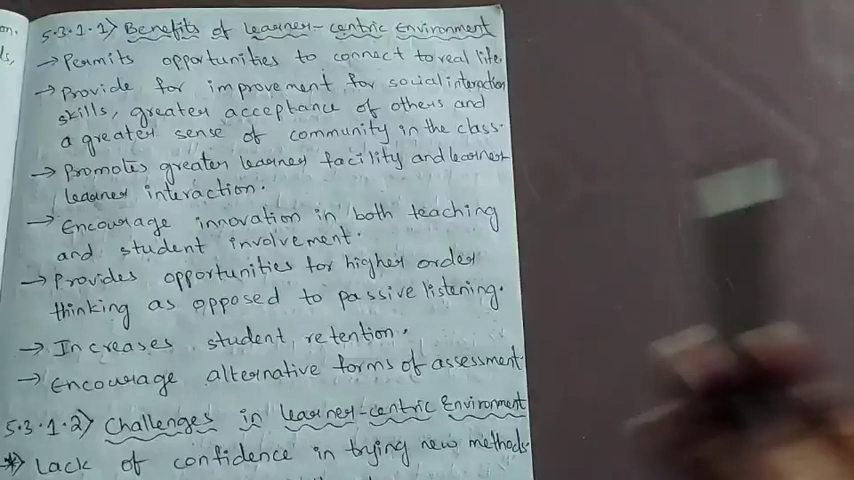 on.
ls,
5.3.1.1) Benefits of learner-centric Environment
→ Permits opportunities to connect to real life.
→ Provide for improvement for social interaction
skills, greater acceptance of others and
a greater sense of community in the class.
→ Promotes greater learner facility and learner
learner interaction.
→ Encourage innovation in both teaching
and student involvement.
→ Provides opportunities for higher order
thinking as opposed to passive listening.
→ Increases student retention.
→ Encourage alternative forms of assessment
5.3.1.2) Challenges in learner-centric Environment
*) Lack of confidence in trying new methods.